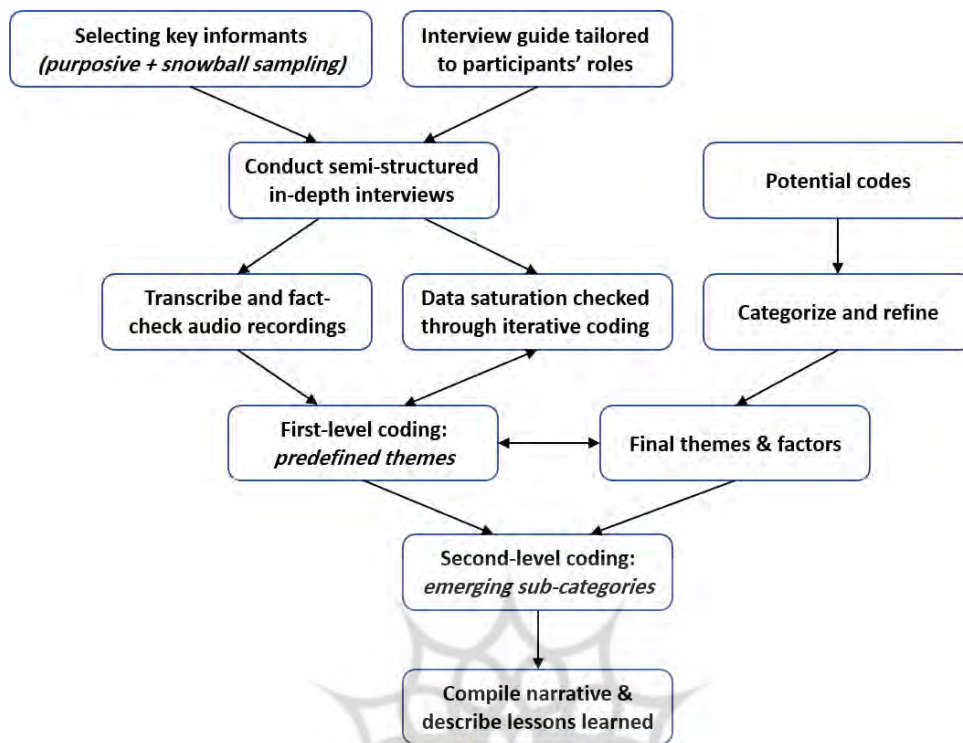 Selecting key informants
(purposive + snowball sampling)
Interview guide tailored
to participants' roles
Conduct semi-structured
in-depth interviews
Potential codes
Transcribe and fact-
check audio recordings
Data saturation checked
through iterative coding
Categorize and refine
First-level coding:
predefined themes
Final themes & factors
Second-level coding:
emerging sub-categories
Compile narrative &
describe lessons learned